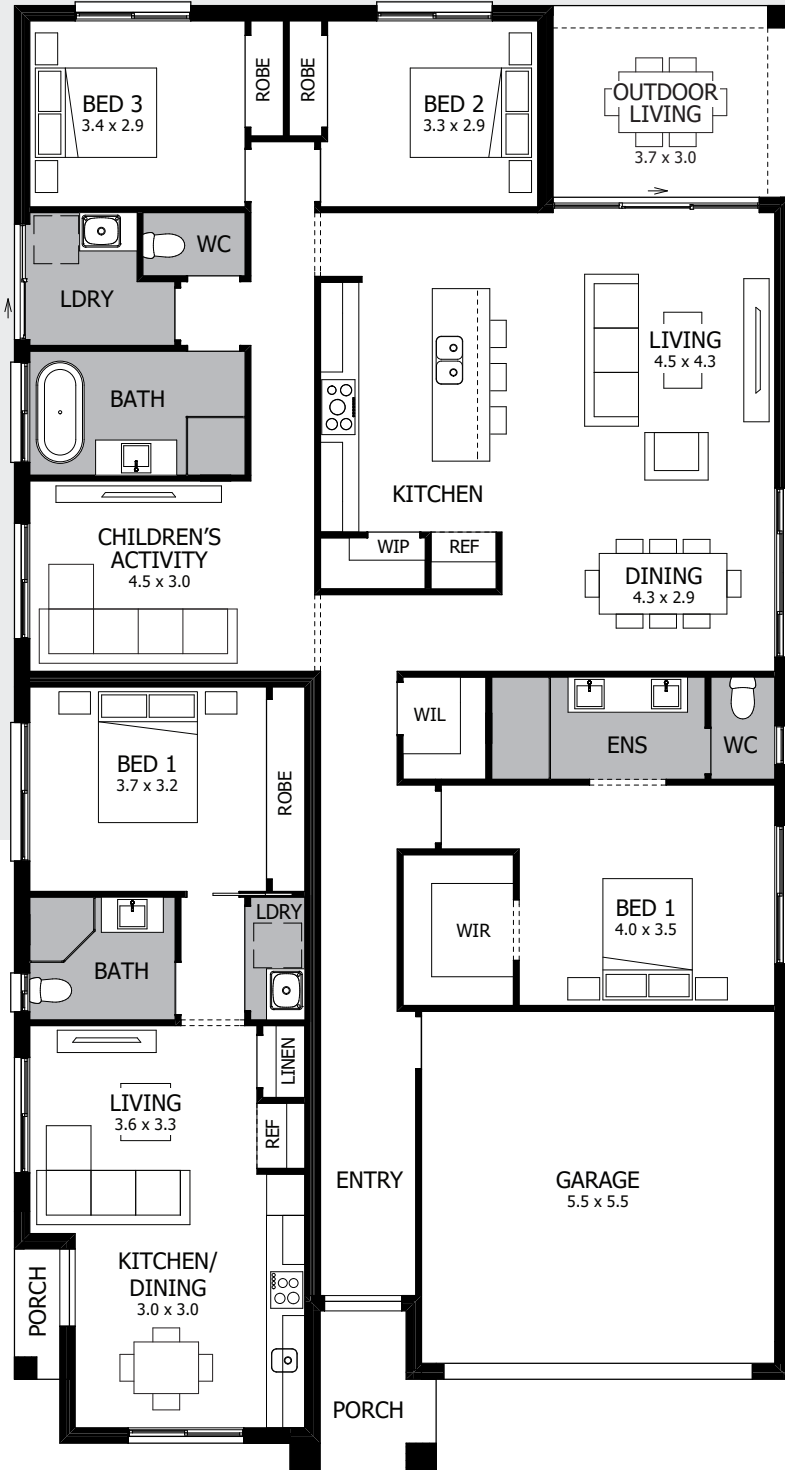 BED 3
3.4 x 2.9
ROBE
ROBE
BED 2
3.3 x 2.9
OUTDOOR
LIVING
3.7 x 3.0
WC
LDRY
BATH
LIVING
4.5 x 4.3
KITCHEN
CHILDREN'S
ACTIVITY
4.5 x 3.0
WIP
REF
DINING
4.3 x 2.9
BED 1
3.7 x 3.2
ROBE
WIL
ENS
WC
LDRY
BATH
WIR
BED 1
4.0 x 3.5
LINEN
LIVING
3.6 x 3.3
REF
ENTRY
GARAGE
5.5 x 5.5
KITCHEN/
DINING
3.0 x 3.0
PORCH
PORCH